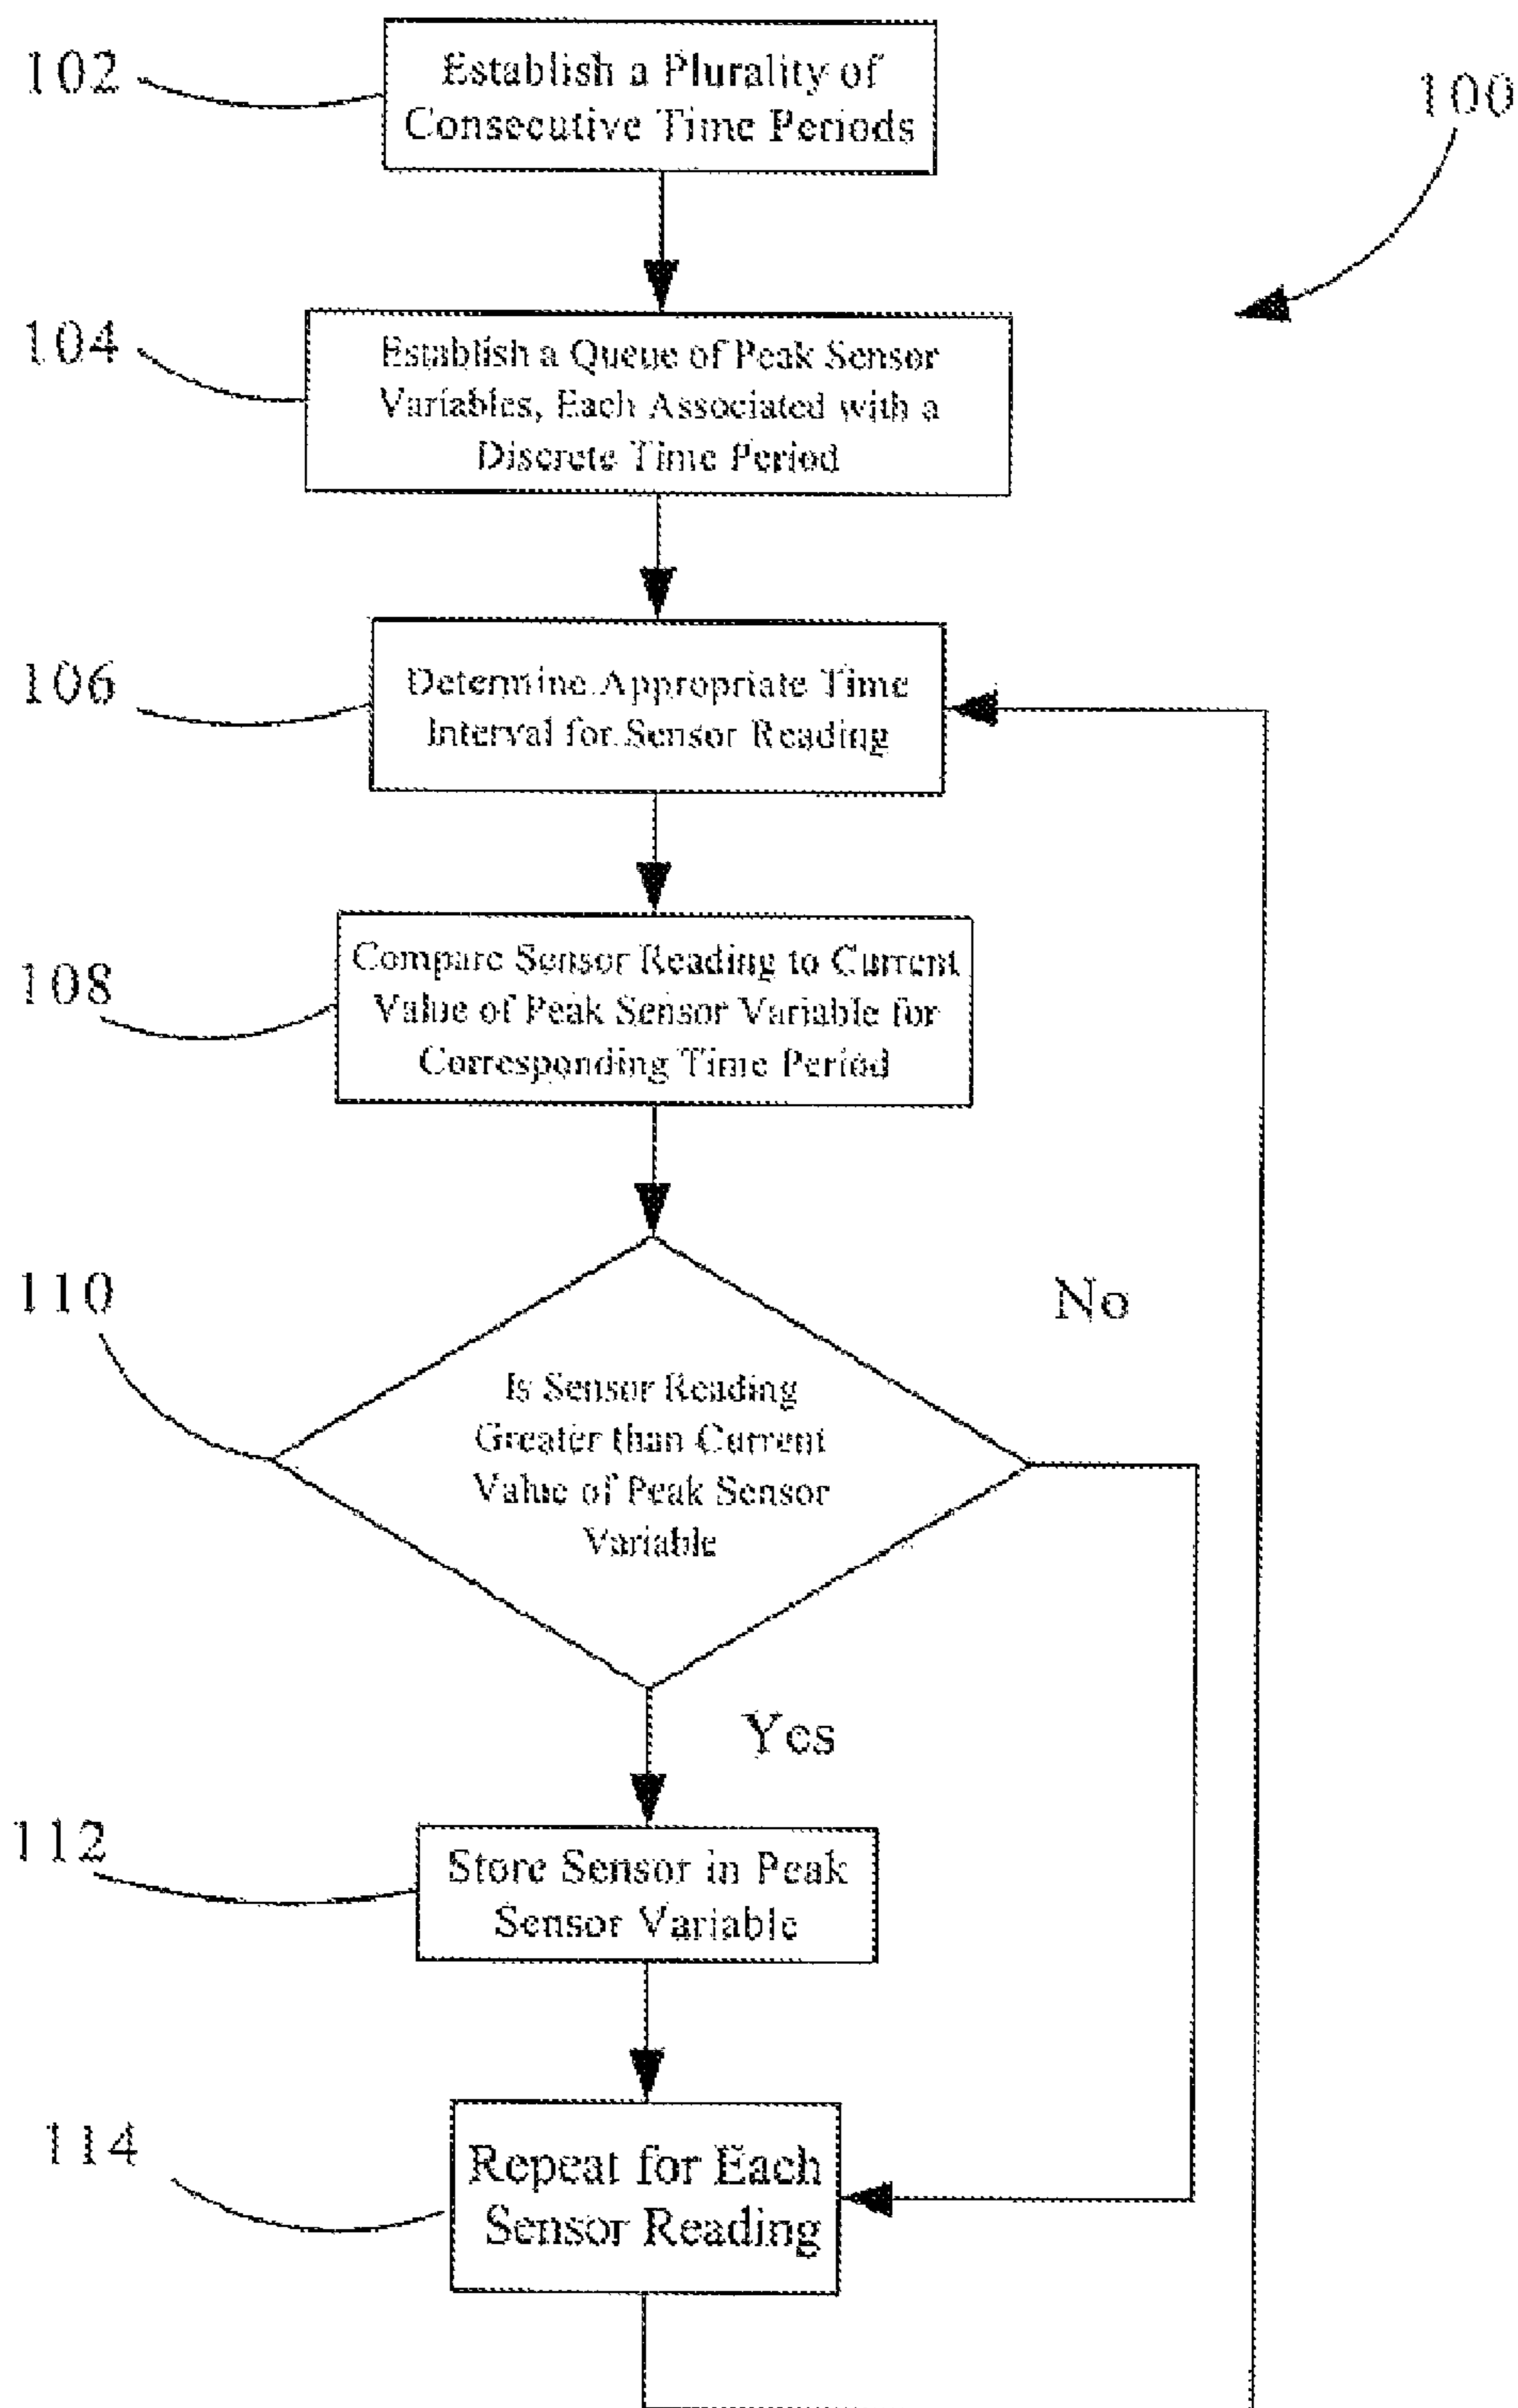 102
Establish a Plurality of
Consecutive Time Periods
100
104
Establish a Queue of Peak Sensor
Variables, Each Associated with a
Discrete Time Period
106
Determine Appropriate Time
Interval for Sensor Reading
108
Compare Sensor Reading to Current
Value of Peak Sensor Variable for
Corresponding Time Period
110
No
Is Sensor Reading
Greater than Current
Value of Peak Sensor
Variable
Yes
112
Store Sensor in Peak
Sensor Variable
114
Repeat for Each
Sensor Reading